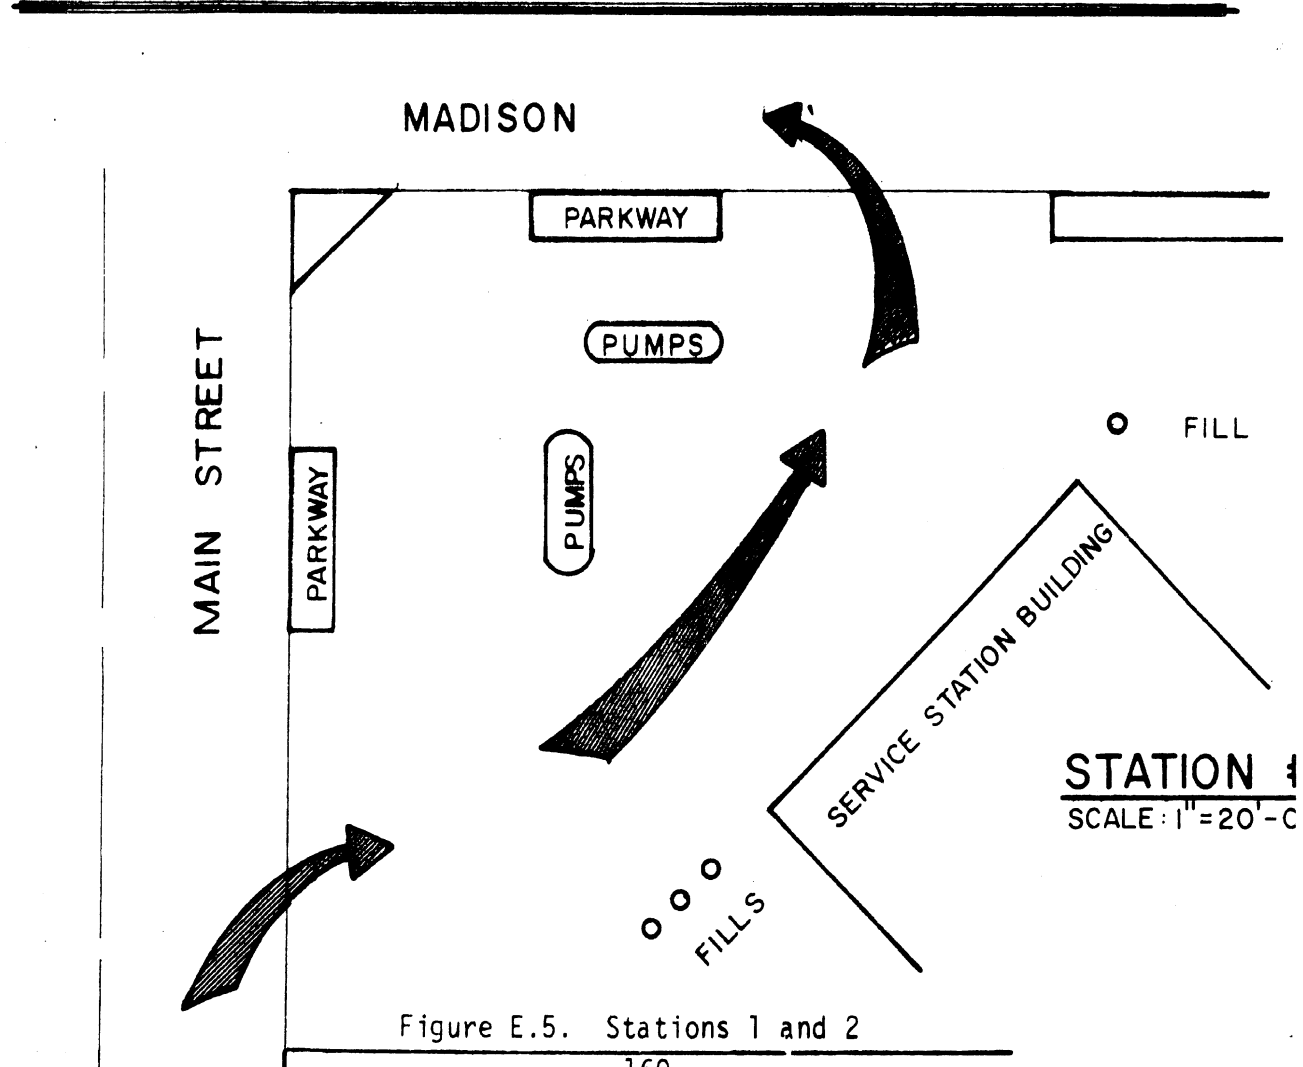 MADISON
PARKWAY
PUMPS
MAIN STREET
FILL
PUMPS
PARKWAY
SERVICE STATION BUILDING
STATION
SCALE: 1"=20'-
FILLS
Figure E.5. Stations 1 and 2
160